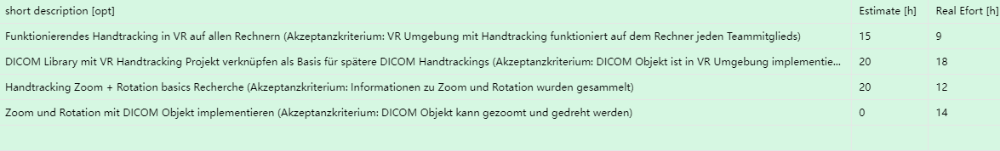 short description [opt] Estimate [h] Real Efort [h]
Funktionierendes Handtracking in VR auf allen Rechnern (Akzeptanzkriterium: VR Umgebung mit Handtracking funktioniert auf dem Rechner jeden Teammitglieds) 15 9
DICOM Library mit VR Handtracking Projekt verknüpfen als Basis für spätere DICOM Handtrackings (Akzeptanzkriterium: DICOM Objekt ist in VR Umgebung implementie... 20 18
Handtracking Zoom + Rotation basics Recherche (Akzeptanzkriterium: Informationen zu Zoom und Rotation wurden gesammelt) 20 12
Zoom und Rotation mit DICOM Objekt implementieren (Akzeptanzkriterium: DICOM Objekt kann gezoomt und gedreht werden) 0 14